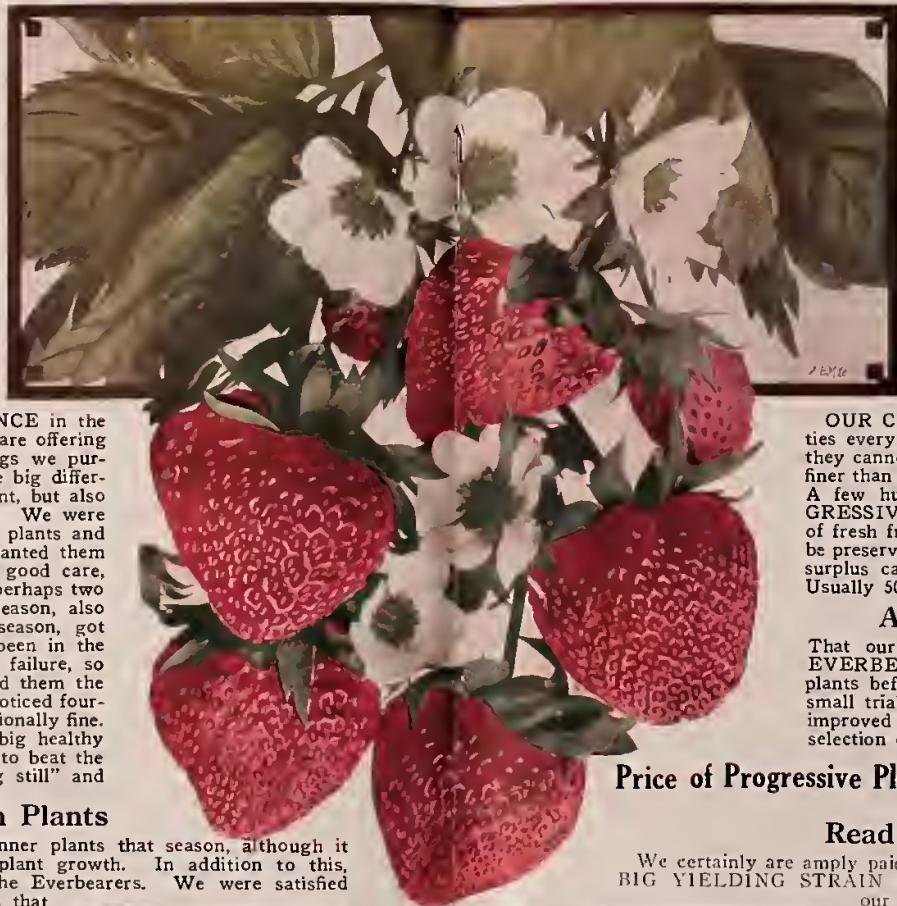 NCE in the
are offering
gs we pur-
e big differ-
nt, but also
We were
plants and
anted them
good care,
perhaps two
eason, also
season, got
been in the
failure, so
d them the
oticed four-
ionally fine.
big healthy
to beat the
g still” and
n Plants
nner plants that season, although it
plant growth. In addition to this,
he Everbearers. We were satisfied
that
OUR C
ties every
they canno
finer than
A few hu
GRESSIV
of fresh fr
be preserv
surplus ca
Usually 50
A
That our
EVERBE
plants bef
small trial
improved
selection
Price of Progressive Pl
Read
We certainly are amply paid
BIG YIELDING STRAIN
our